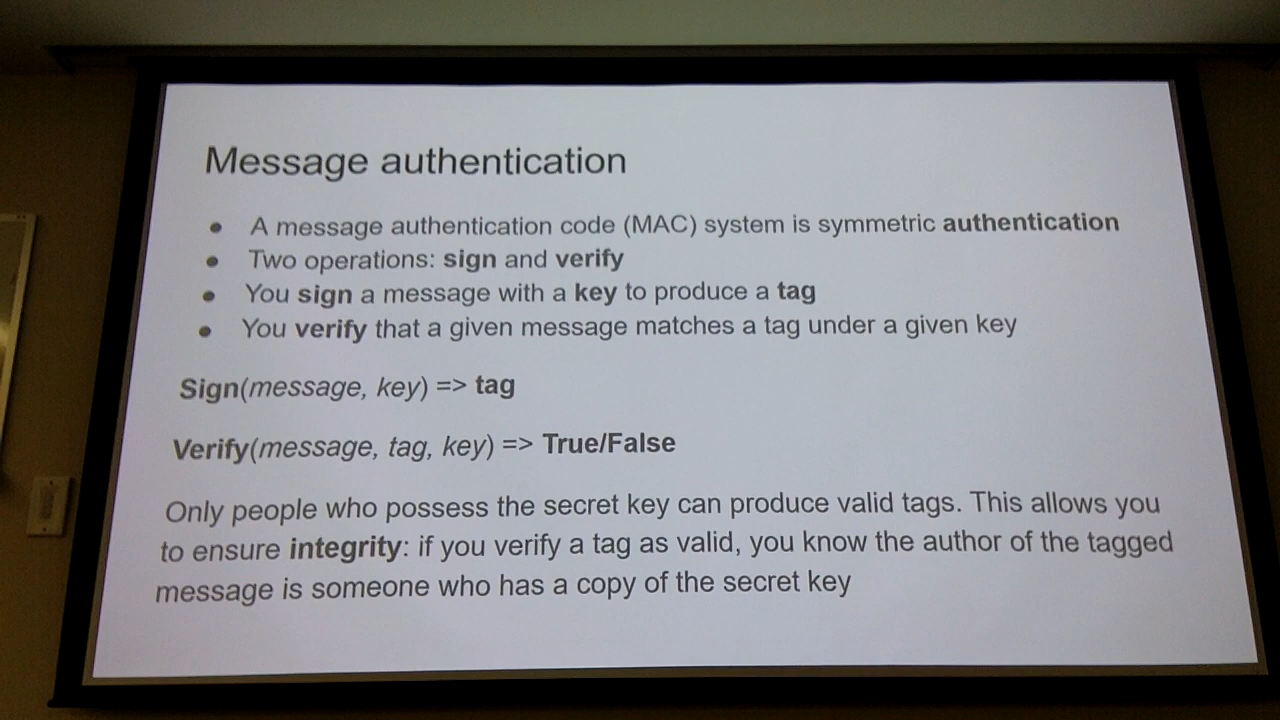 Message authentication
● A message authentication code (MAC) system is symmetric authentication
● Two operations: sign and verify
● You sign a message with a key to produce a tag
● You verify that a given message matches a tag under a given key
Sign(message, key) => tag
Verify(message, tag, key) => True/False
Only people who possess the secret key can produce valid tags. This allows you
to ensure integrity: if you verify a tag as valid, you know the author of the tagged
message is someone who has a copy of the secret key